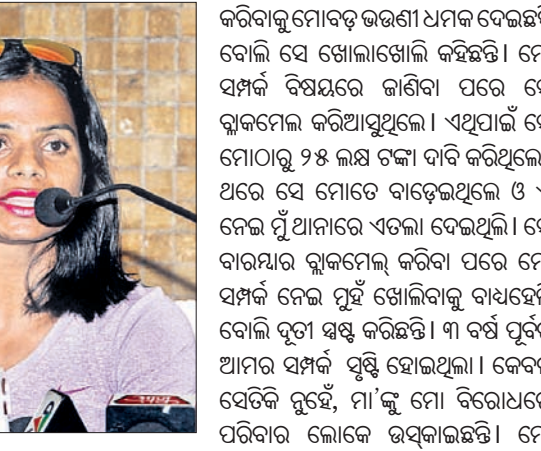 କରିବାକୁ ମୋବଡ଼ ଭଉଣୀ ଧମକ ଦେଇଛନ୍ତି
ବୋଲି ସେ ଖୋଲାଖୋଲି କହିଛନ୍ତି।
ସମ୍ପର୍କ ବିଷୟରେ ଜାଣିବା ପରେ
ବ୍ଳାକମେଲ କରିଆସୁଥିଲେ। ଏଥିପାଇଁ
ମୋଠାରୁ ୨୫ ଲକ୍ଷ ଟଙ୍କା ଦାବି କରିଥିଲେ
ଥରେ ସେ ମୋତେ ବାଡ଼େଇଥିଲେ ଓ
ନେଇ ମୁଁ ଥାନାରେ ଏତଲା ଦେଇଥିଲି।
ବାରମ୍ବାର ବ୍ଲାକମେଲ୍ କରିବା ପରେ
ସମ୍ପର୍କ ନେଇ ମୁହଁ ଖୋଲିବାକୁ ବାଧ୍ୟହେଲି
ବୋଲି ଦୂତୀ ସ୍ପଷ୍ଟ କରିଛନ୍ତି। ୩ ବର୍ଷ ପୂର୍ବରୁ
ଆମର ସମ୍ପର୍କ ସୃଷ୍ଟି ହୋଇଥିଲା। କେବଳ
ସେତିକି ନୁହେଁ, ମା'ଙ୍କୁ ମୋ ବିରୋଧରେ
ପରିବାର ଲୋକେ ଉସ୍‌କାଇଛନ୍ତି।